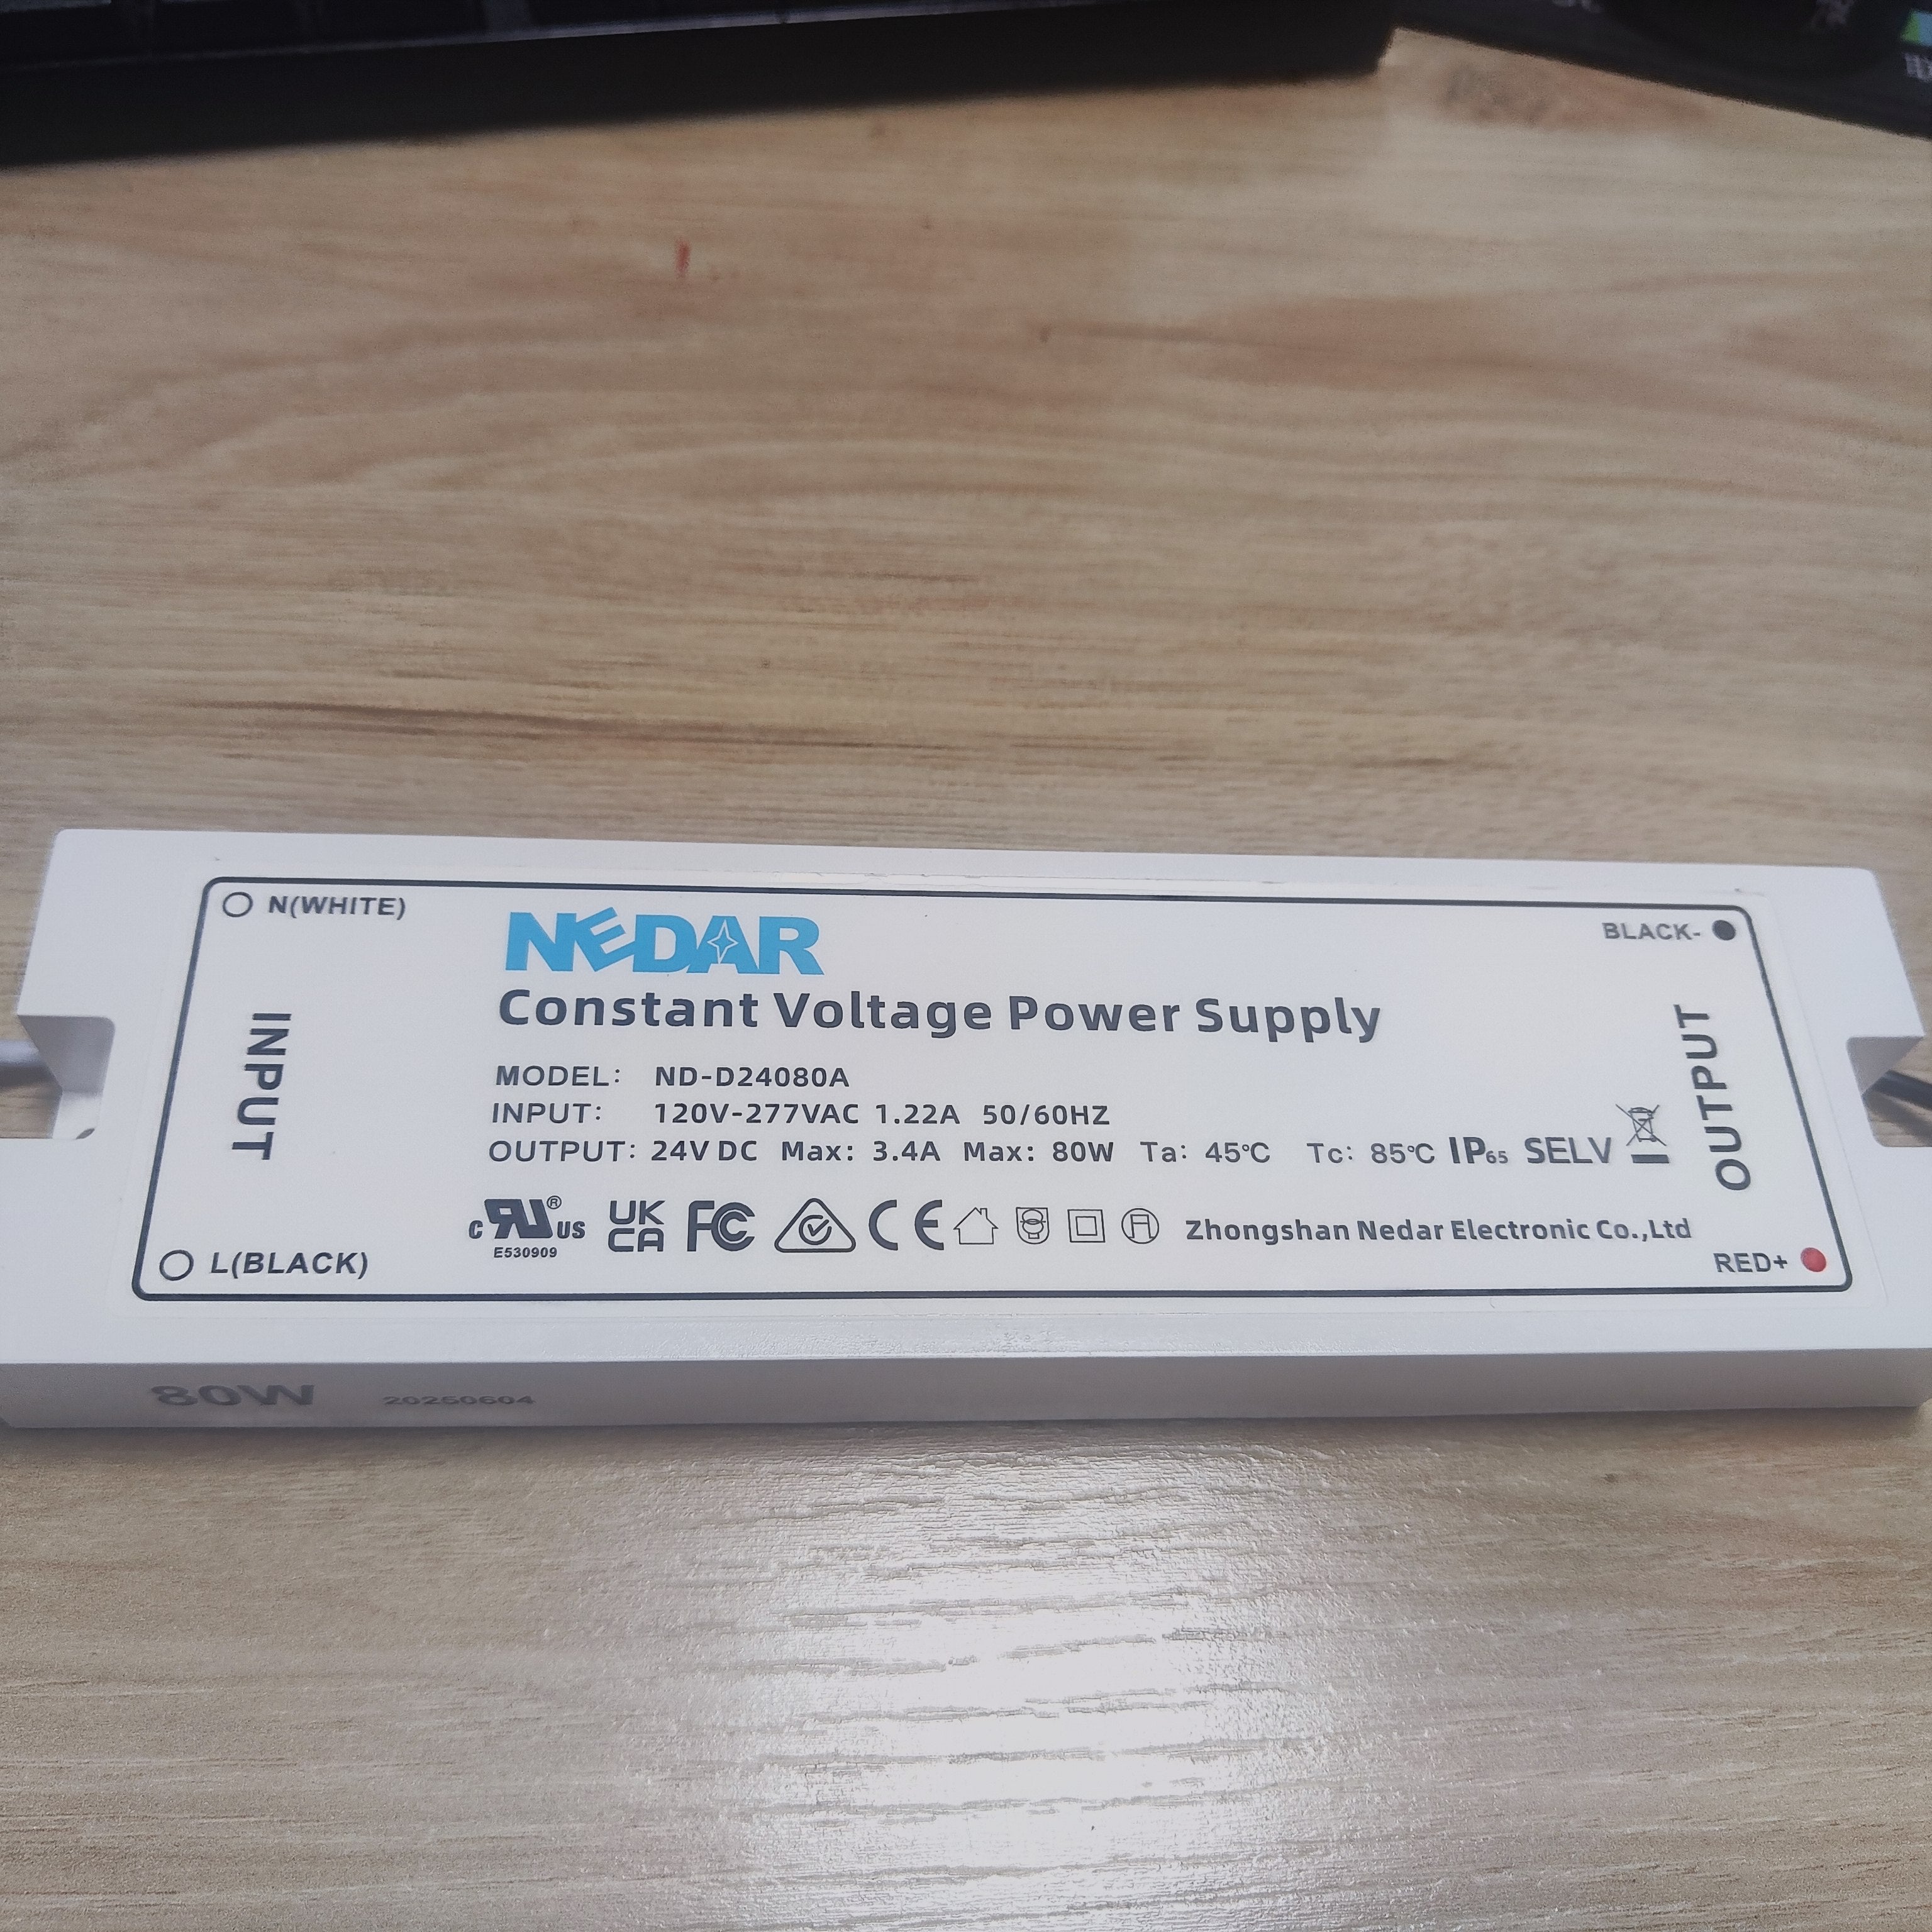 N(WHITE)
NEDAR
BLACK-
Constant Voltage Power Supply
INPUT
MODEL: ND-D24080A
INPUT: 120V-277VAC 1.22A 50/60HZ
OUTPUT: 24V DC Max: 3.4A Max: 80W Ta: 45℃ Tc: 85℃ IP65 SELV
OUTPUT
c RU ® US UK CA FC CE Zhongshan Nedar Electronic Co.,Ltd
E530909
L(BLACK)
RED+
80W 20250604